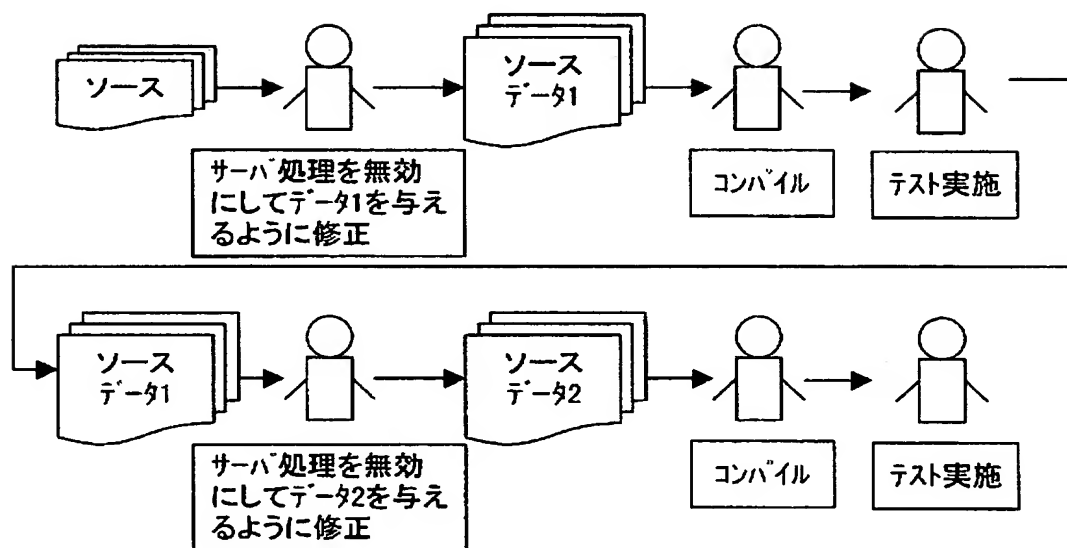 ソース
ソース
データ1
サーバ処理を無効
にしてデータ1を与え
るように修正
コンパイル
テスト実施
ソース
データ1
ソース
データ2
サーバ処理を無効
にしてデータ2を与え
るように修正
コンパイル
テスト実施